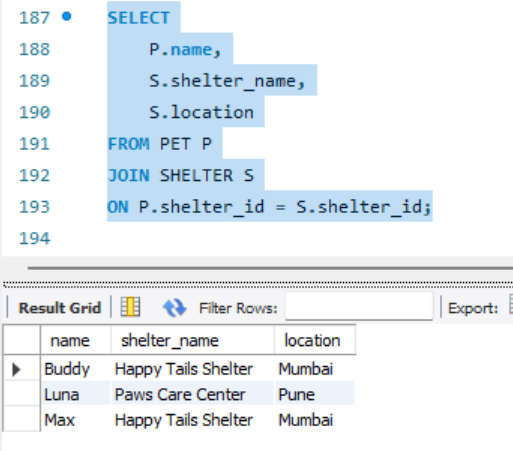 187 SELECT
188 P.name,
189 S.shelter_name,
190 S.location
191 FROM PET P
192 JOIN SHELTER S
193 ON P.shelter_id = S.shelter_id;
194
Result Grid Filter Rows: Export:
name shelter_name location
Buddy Happy Tails Shelter Mumbai
Luna Paws Care Center Pune
Max Happy Tails Shelter Mumbai